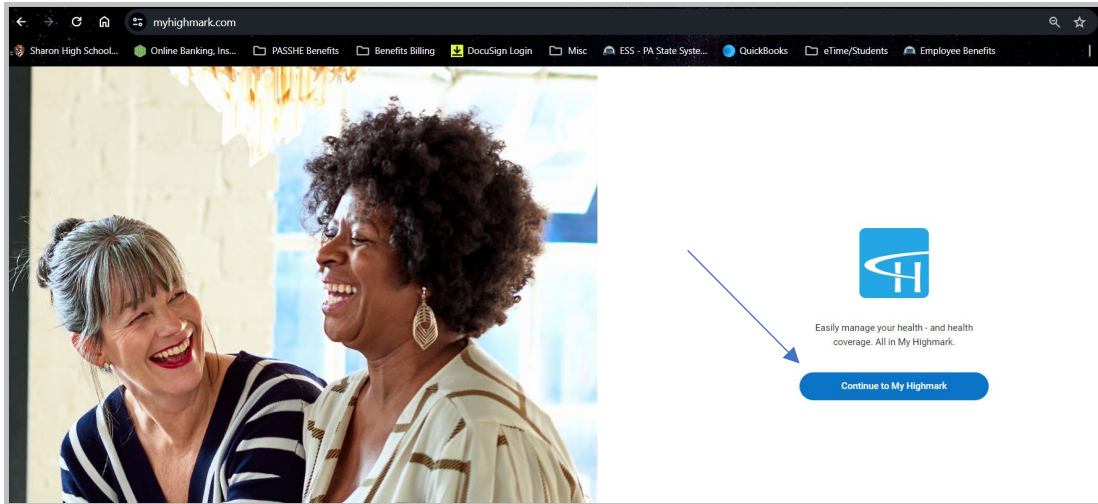 myhighmark.com
Sharon High School... Online Banking, Ins... PASSHE Benefits Benefits Billing DocuSign Login Misc ESS - PA State Syste... QuickBooks eTime/Students Employee Benefits
H
Easily manage your health - and health
coverage. All in My Highmark.
Continue to My Highmark